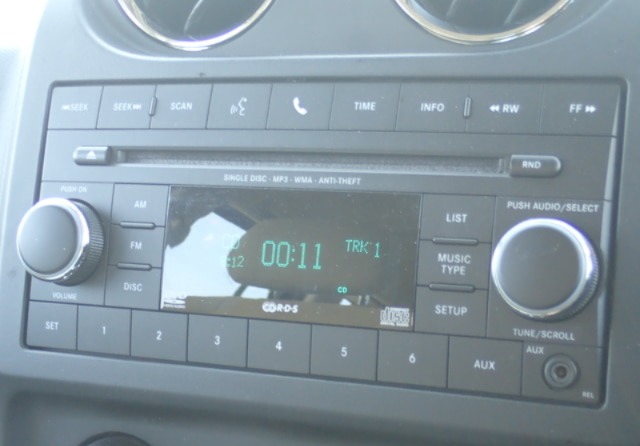 ⏮SEEK SEEK⏭ SCAN TIME INFO ◀◀RW FF▶▶
RND
SINGLE DISC · MP3 · WMA · ANTI-THEFT
PUSH ON
VOLUME
AM
FM
DISC
:12 00:11 TRK 1
CD
R·D·S
disc
LIST
MUSIC
TYPE
SETUP
PUSH AUDIO/SELECT
TUNE/SCROLL
SET 1 2 3 4 5 6 AUX
AUX